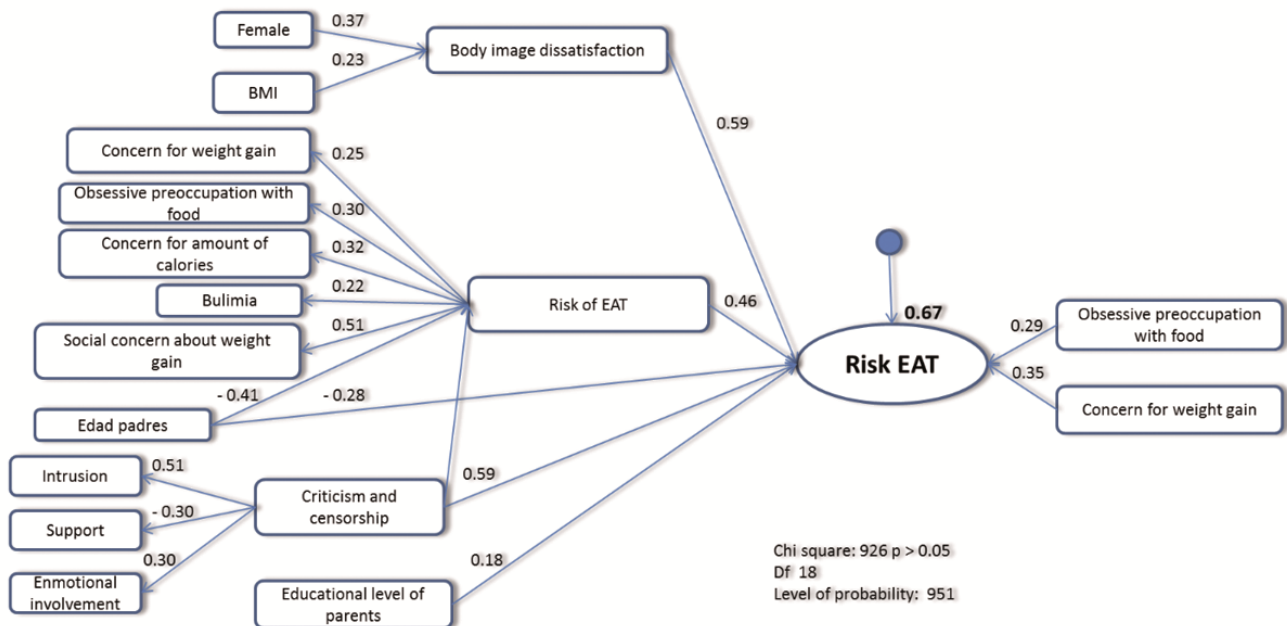 Female
0.37
Body image dissatisfaction
0.23
BMI
0.59
Concern for weight gain
0.25
Obsessive preoccupation with
food
0.30
Concern for amount of
calories
0.32
Bulimia
0.22
Risk of EAT
0.46
Social concern about weight
gain
0.51
- 0.41
- 0.28
Edad padres
0.67
Risk EAT
0.29
Obsessive preoccupation
with food
0.35
Concern for weight gain
Intrusion
0.51
Support
- 0.30
Enmotional
involvement
0.30
Criticism and
censorship
0.59
Educational level of
parents
0.18
Chi square: 926 p > 0.05
Df 18
Level of probability: 951